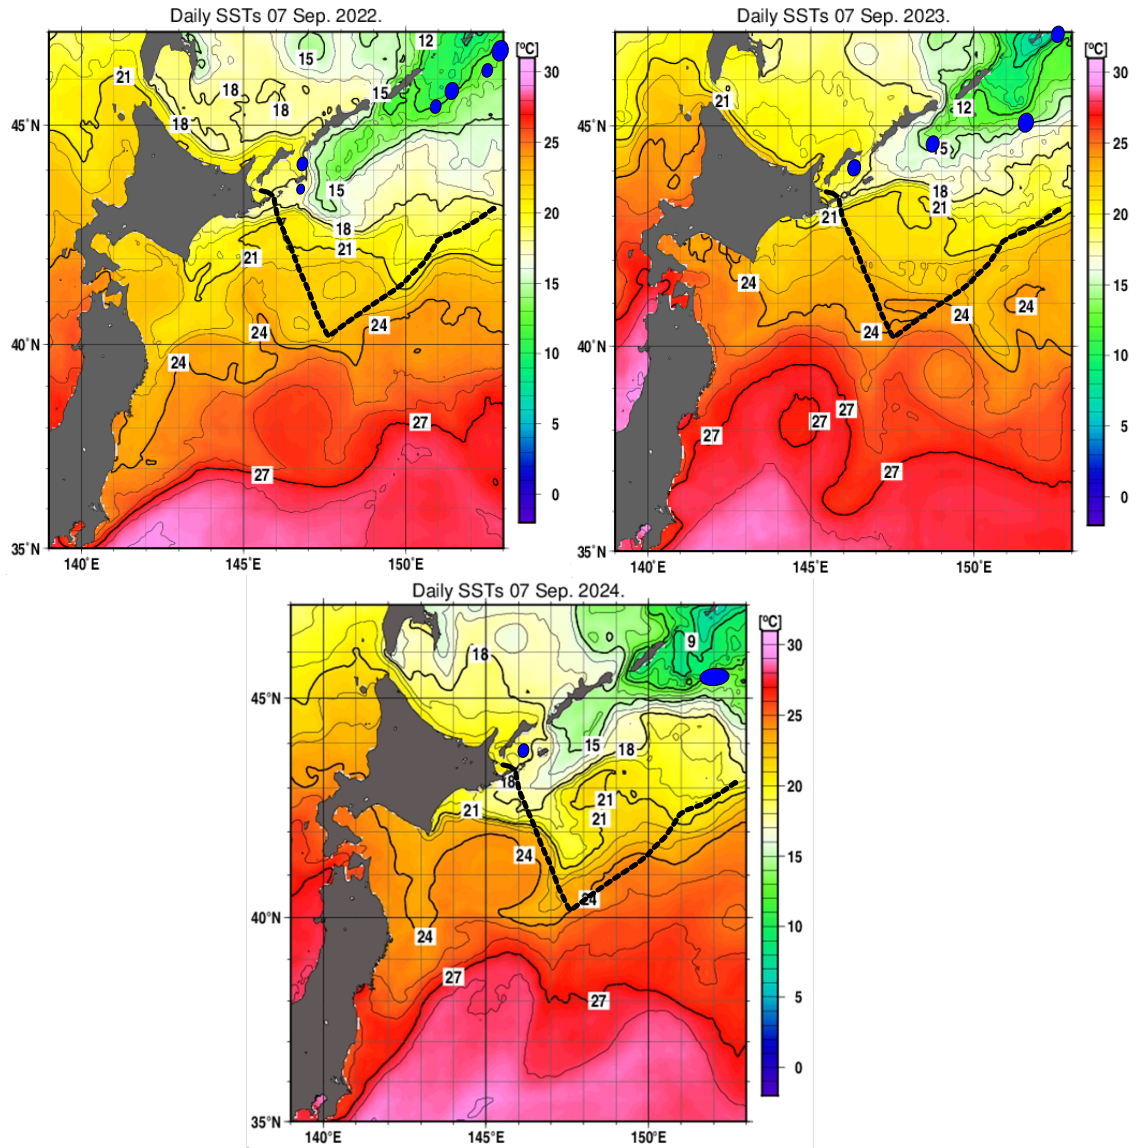 Daily SSTs 07 Sep. 2022.
[°C]
12
15
21
18
15
18
18
15
18
21
21
24
24
24
27
27
45°N
40°N
35°N
140°E
145°E
150°E
30
25
20
15
10
5
0
Daily SSTs 07 Sep. 2023.
[°C]
21
12
5
18
21
21
24
24
24
24
27
27
27
27
45°N
40°N
35°N
140°E
145°E
150°E
30
25
20
15
10
5
0
Daily SSTs 07 Sep. 2024.
[°C]
9
18
15
18
18
21
21
21
24
24
24
27
27
45°N
40°N
35°N
140°E
145°E
150°E
30
25
20
15
10
5
0